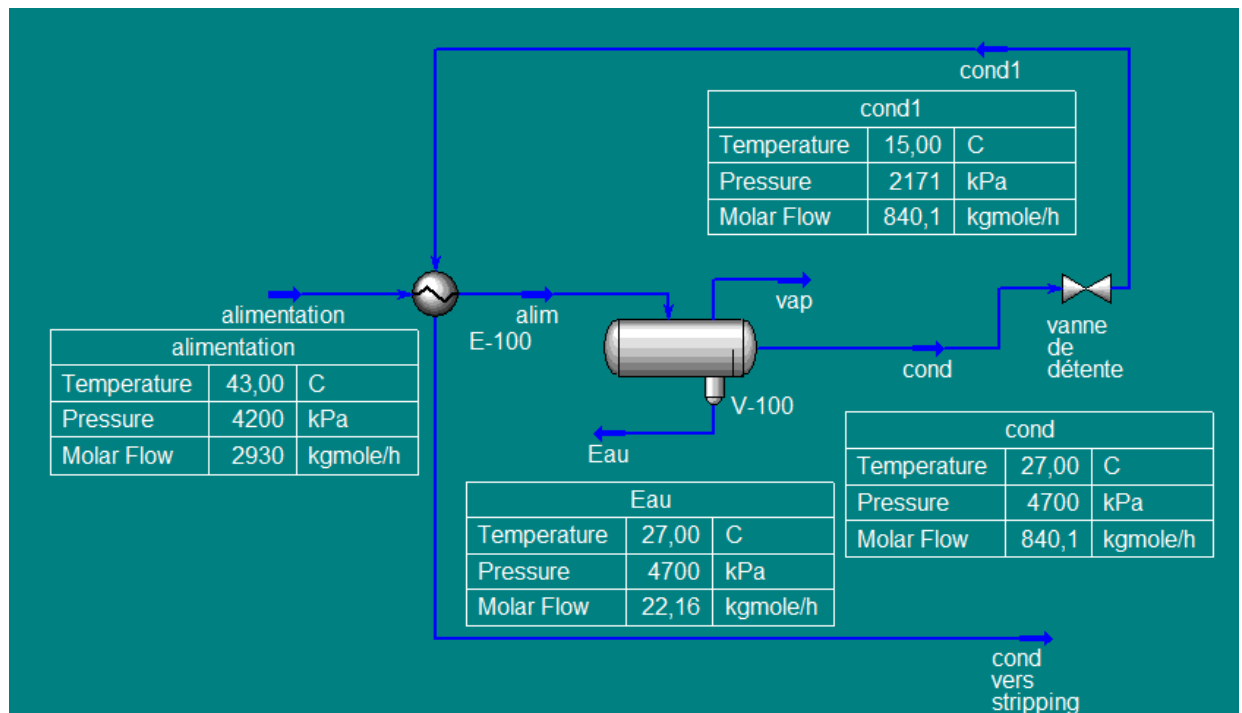 cond1
cond1
Temperature 15,00 C
Pressure 2171 kPa
Molar Flow 840,1 kgmole/h
alimentation
E-100
alim
vap
vanne
de
détente
cond
V-100
Eau
alimentation
Temperature 43,00 C
Pressure 4200 kPa
Molar Flow 2930 kgmole/h
cond
Temperature 27,00 C
Pressure 4700 kPa
Molar Flow 840,1 kgmole/h
Eau
Temperature 27,00 C
Pressure 4700 kPa
Molar Flow 22,16 kgmole/h
cond
vers
stripping